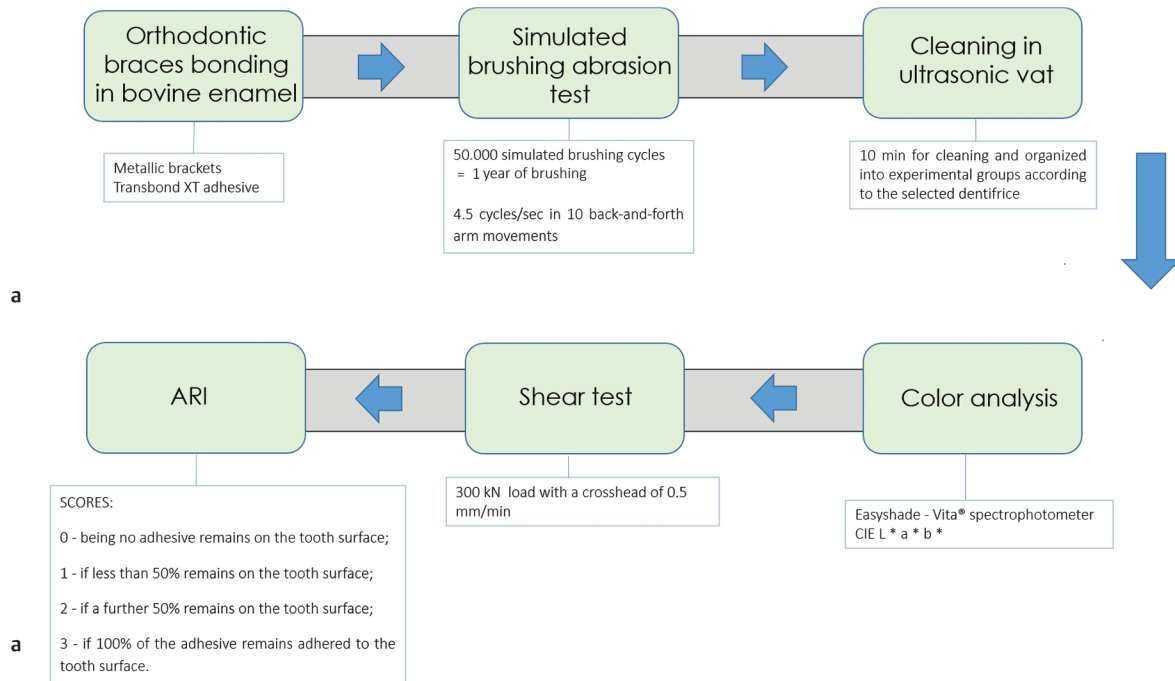 Orthodontic
braces bonding
in bovine enamel
Metallic brackets
Transbond XT adhesive
Simulated
brushing abrasion
test
50.000 simulated brushing cycles
= 1 year of brushing
4.5 cycles/sec in 10 back-and-forth
arm movements
Cleaning in
ultrasonic vat
10 min for cleaning and organized
into experimental groups according
to the selected dentifrice
a
Color analysis
Easyshade - Vita® spectrophotometer
CIE L * a * b *
Shear test
300 kN load with a crosshead of 0.5
mm/min
ARI
SCORES:
0 - being no adhesive remains on the tooth surface;
1 - if less than 50% remains on the tooth surface;
2 - if a further 50% remains on the tooth surface;
3 - if 100% of the adhesive remains adhered to the
tooth surface.
a